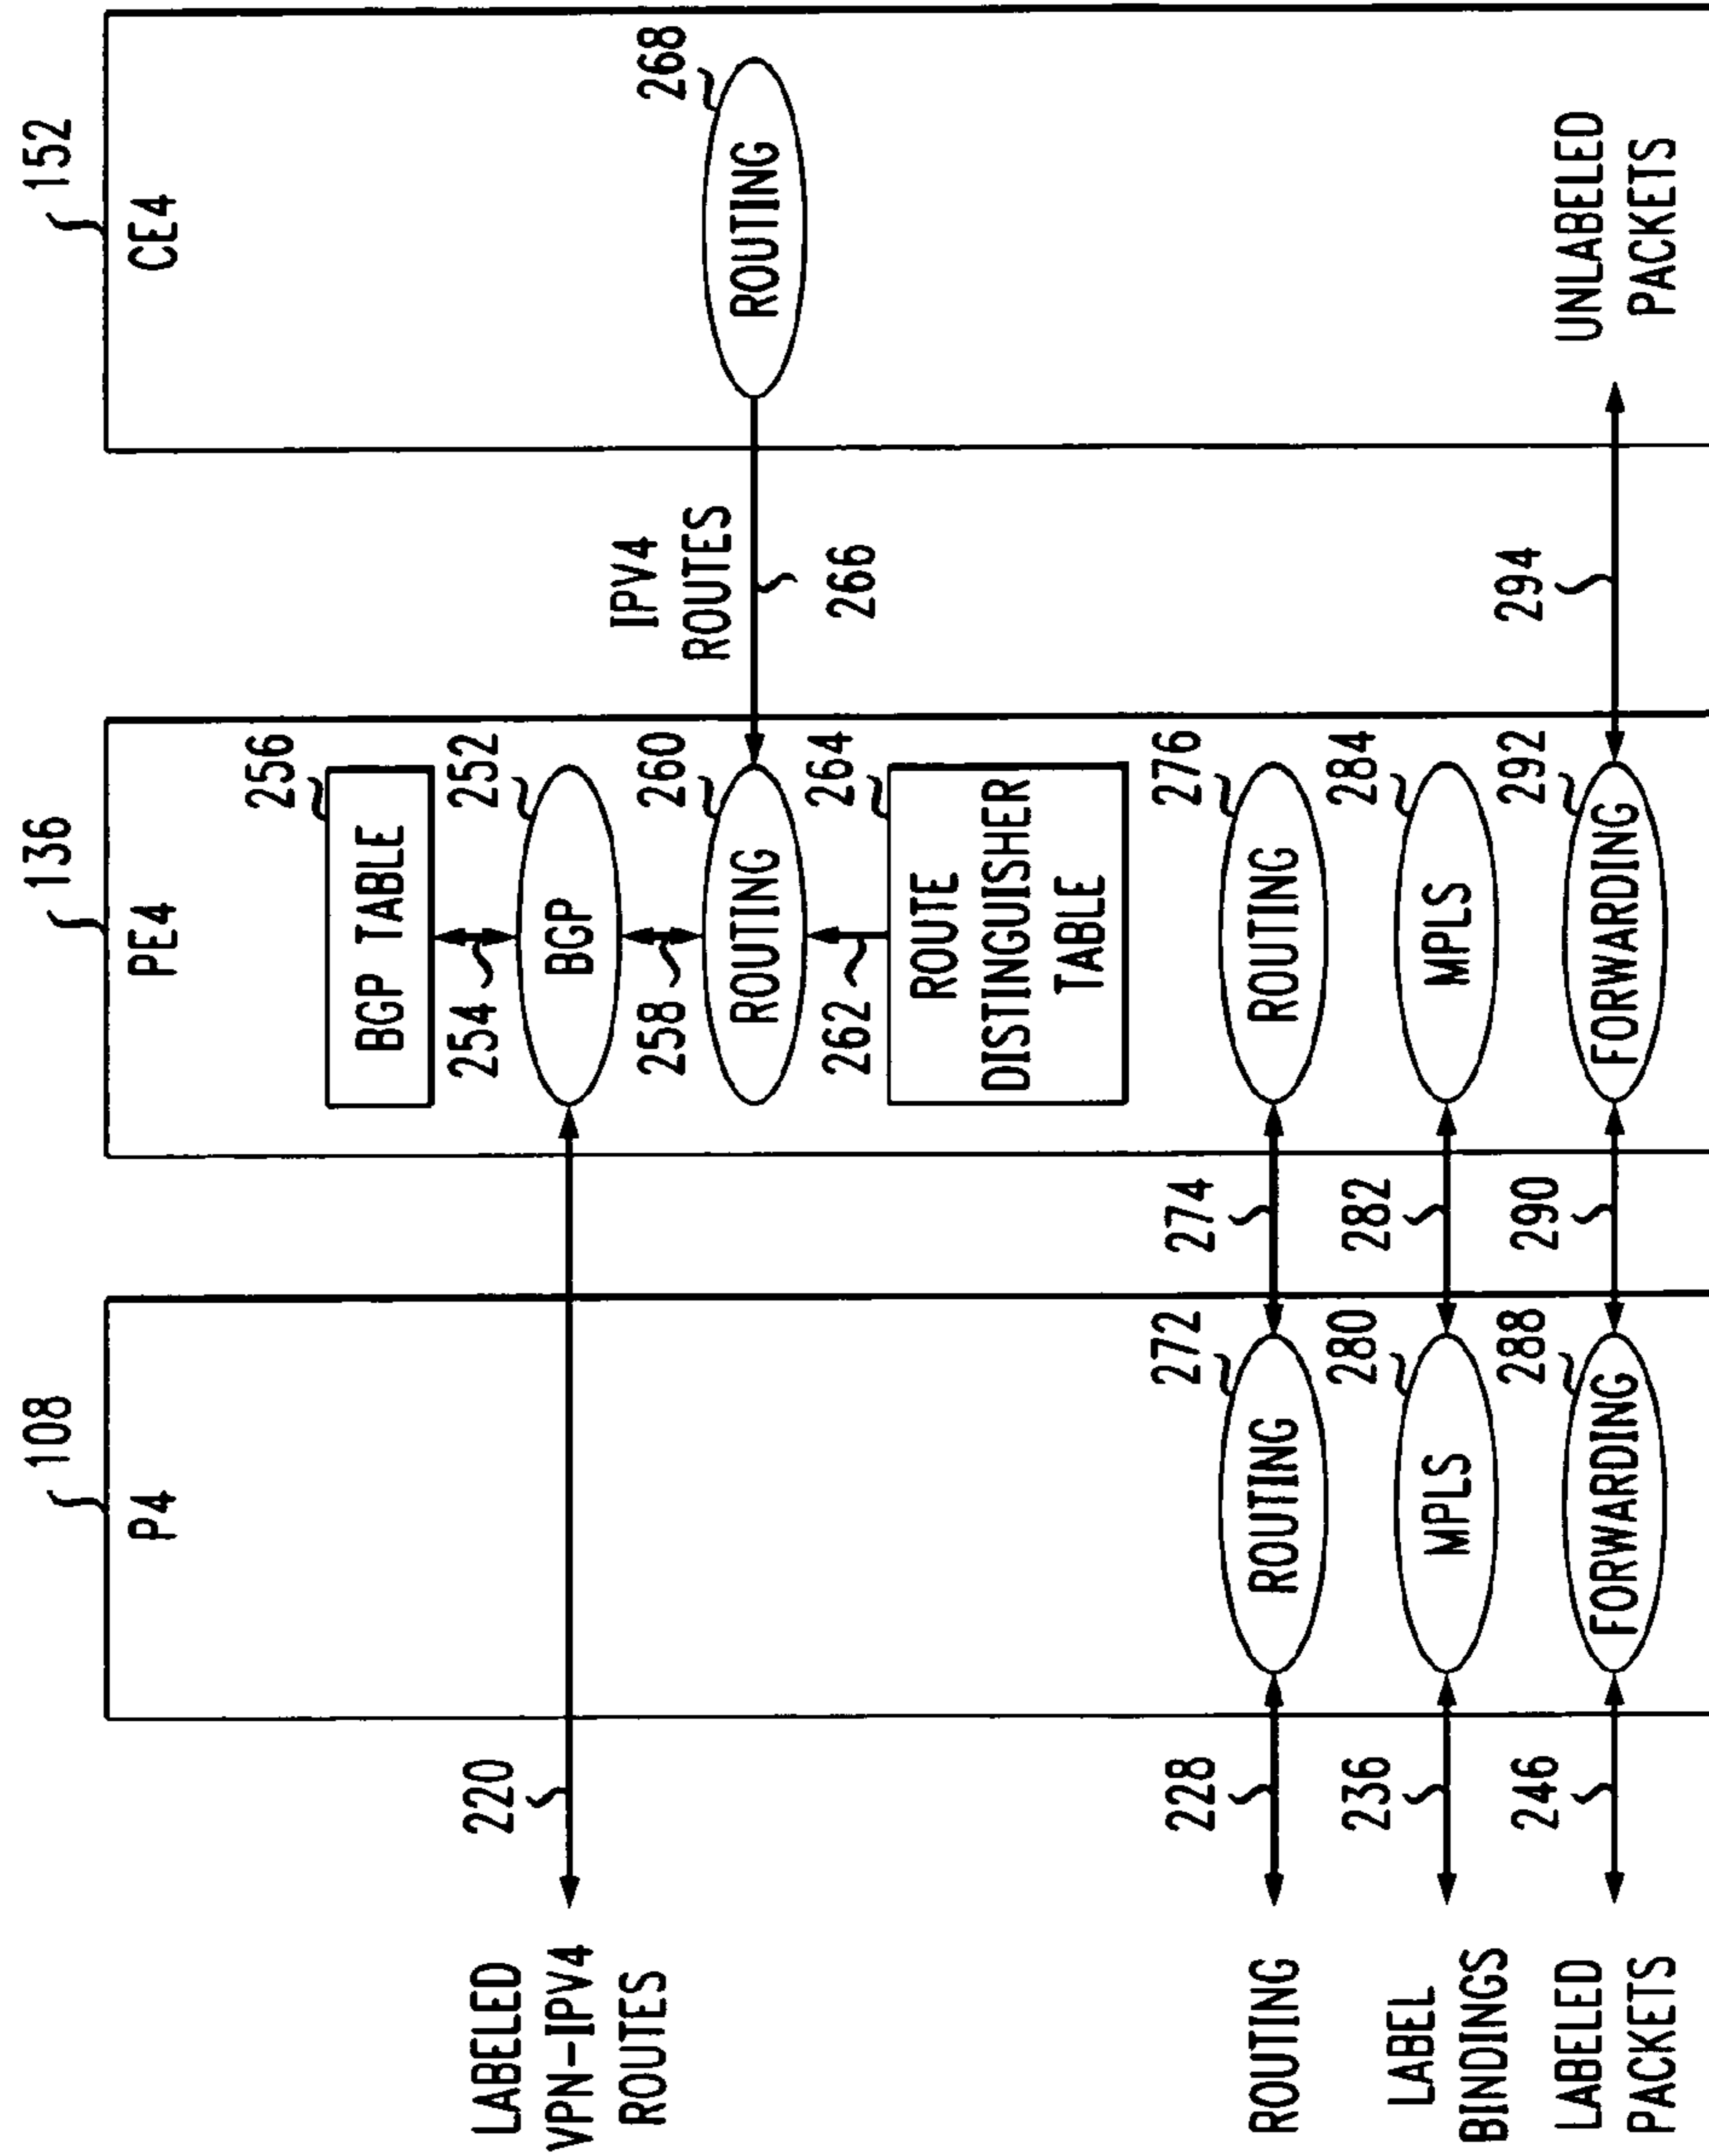 108
136
152
P4
PE4
CE4
256
BGP TABLE
254
252
LABELED
VPN-IPV4
ROUTES
220
BGP
258
260
268
ROUTING
IPV4
ROUTES
266
ROUTING
262
264
ROUTE
DISTINGUISHER
TABLE
ROUTING
228
272
ROUTING
274
276
ROUTING
LABEL
BINDINGS
236
280
MPLS
282
284
MPLS
LABELED
PACKETS
246
288
FORWARDING
290
292
FORWARDING
294
UNLABELED
PACKETS